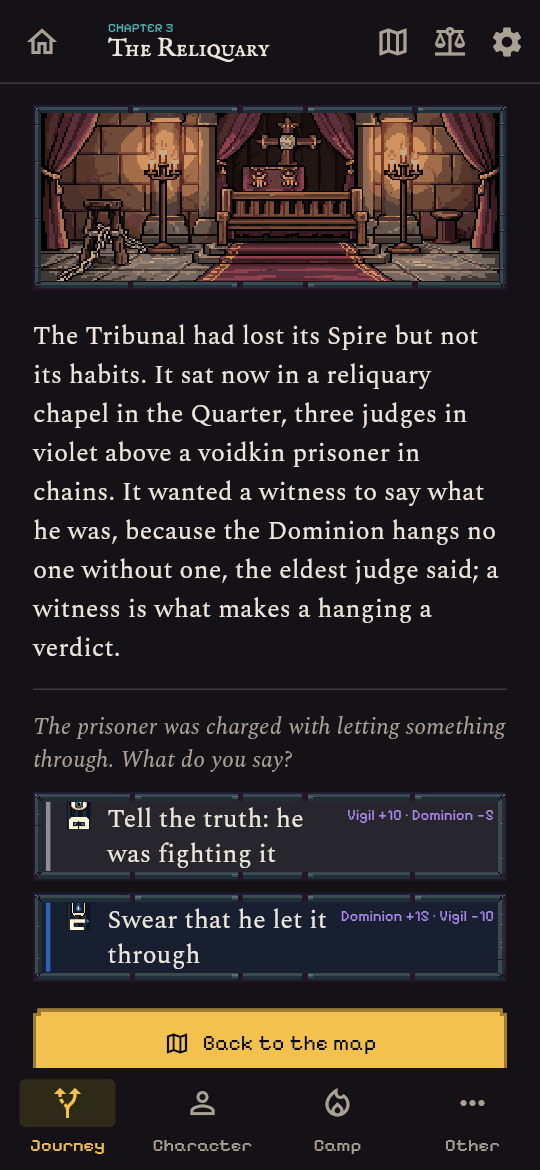 CHAPTER 3
The Reliquary
The Tribunal had lost its Spire but not
its habits. It sat now in a reliquary
chapel in the Quarter, three judges in
violet above a voidkin prisoner in
chains. It wanted a witness to say what
he was, because the Dominion hangs no
one without one, the eldest judge said; a
witness is what makes a hanging a
verdict.
The prisoner was charged with letting something
through. What do you say?
Tell the truth: he
was fighting it
Vigil +10 · Dominion -5
Swear that he let it
through
Dominion +15 · Vigil -10
Back to the map
Journey
Character
Camp
Other